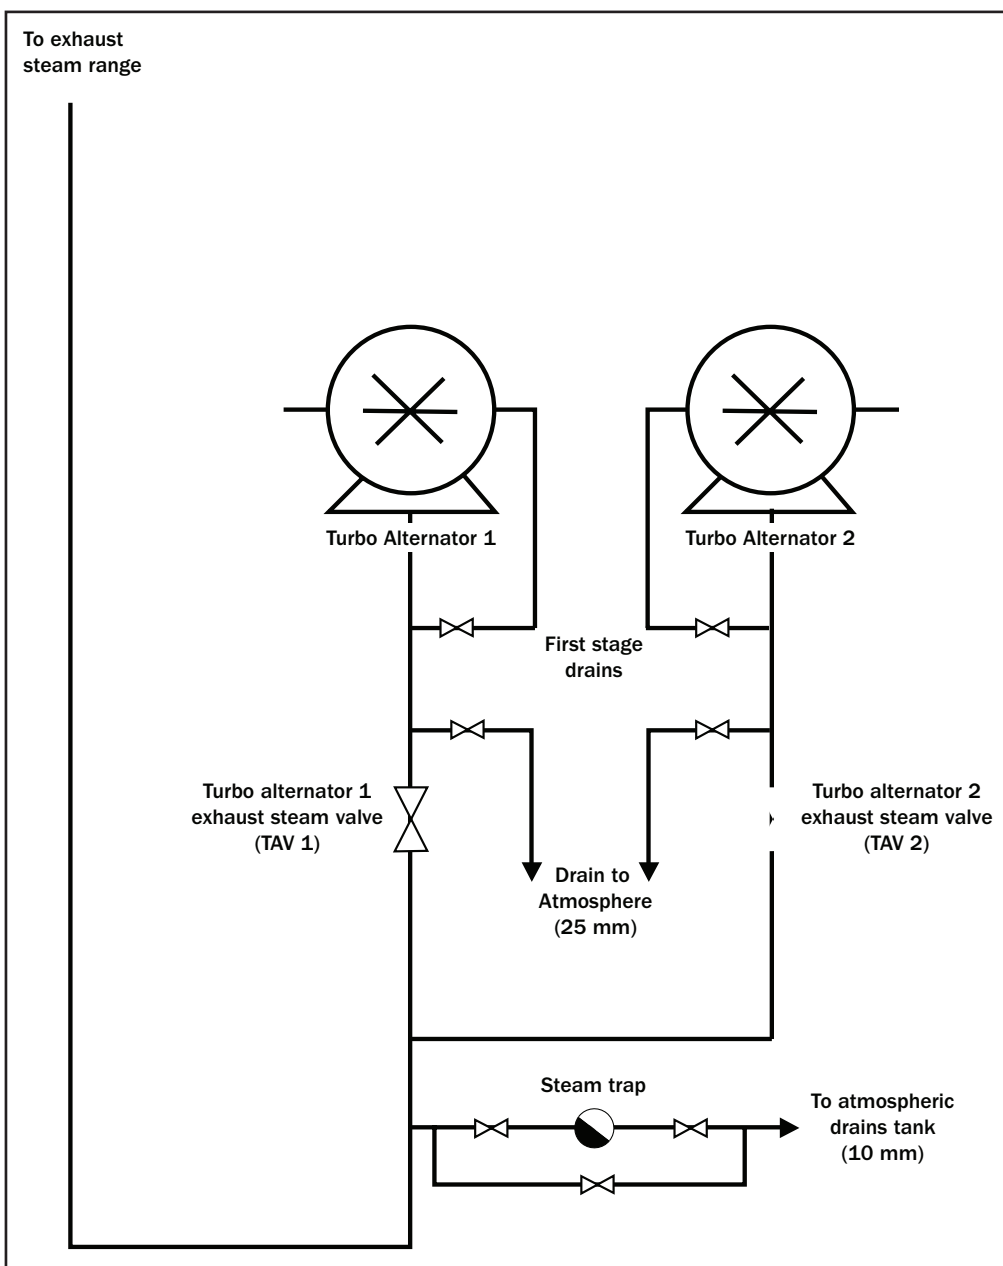 To exhaust
steam range
Turbo Alternator 1
Turbo Alternator 2
First stage
drains
Turbo alternator 1
exhaust steam valve
(TAV 1)
Turbo alternator 2
exhaust steam valve
(TAV 2)
Drain to
Atmosphere
(25 mm)
Steam trap
To atmospheric
drains tank
(10 mm)